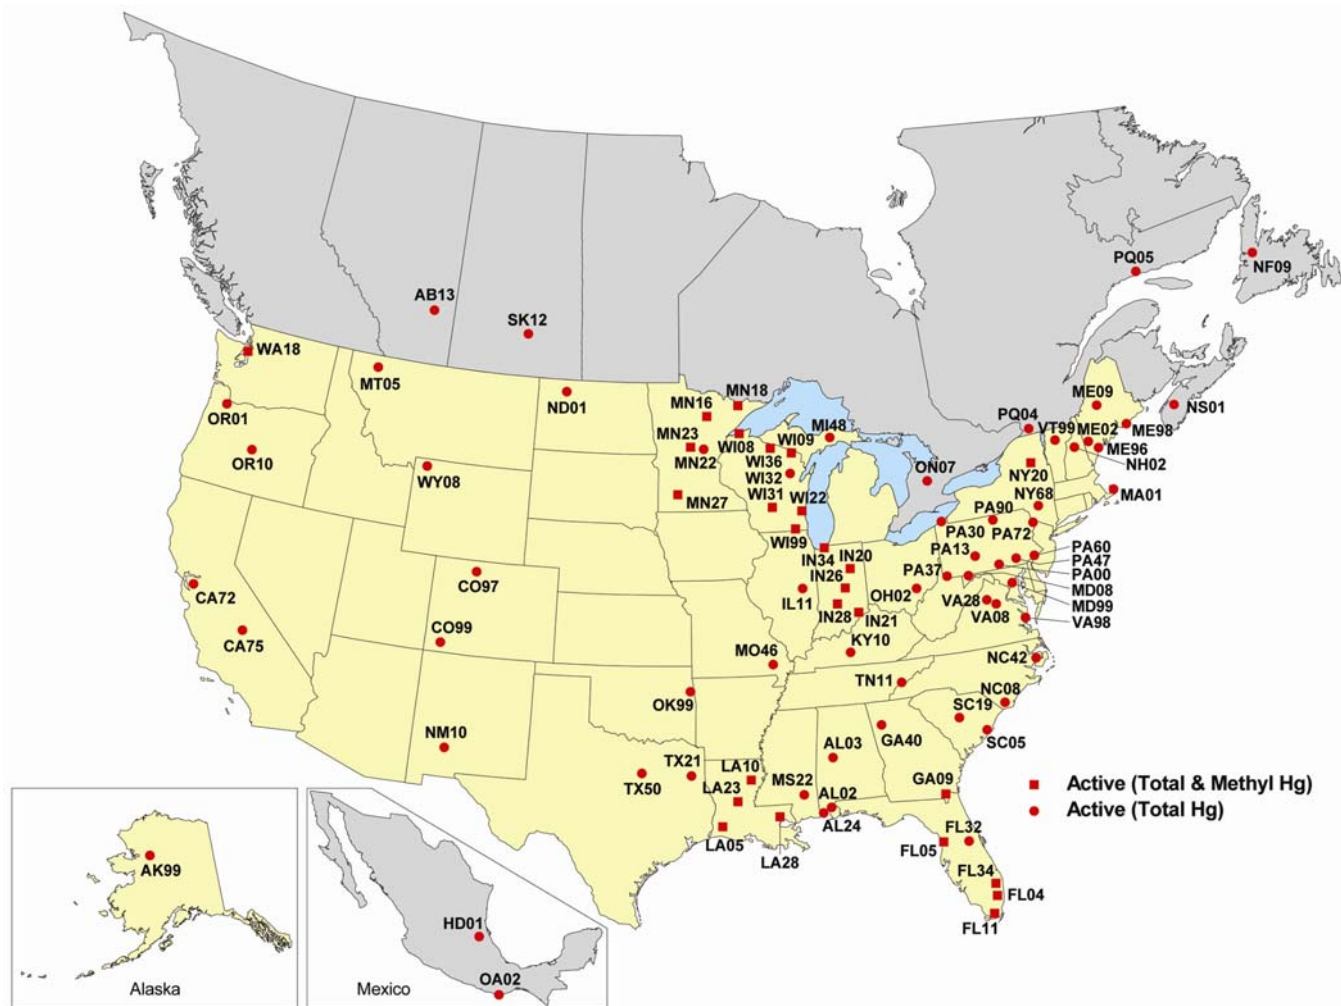 PQ05
NF09
AB13
SK12
WA18
MT05
ND01
MN18
MN16
ME09
NS01
OR01
PQ04
VT99
ME02
ME98
MN23
WI08
WI09
MI48
ME96
OR10
MN22
WI36
NH02
WY08
WI32
ON07
NY20
MN27
WI31
WI22
NY68
MA01
PA90
WI99
PA30
PA72
IN34
IN20
PA13
PA60
PA47
CO97
IN26
PA37
PA00
CA72
IL11
OH02
VA28
MD08
MD99
IN28
IN21
VA08
VA98
CO99
CA75
KY10
MO46
NC42
TN11
OK99
NC08
SC19
NM10
AL03
GA40
SC05
TX21
LA10
TX50
LA23
MS22
AL02
GA09
Active (Total & Methyl Hg)
Active (Total Hg)
AL24
LA05
LA28
FL32
FL05
AK99
FL34
FL04
HD01
FL11
OA02
Alaska
Mexico